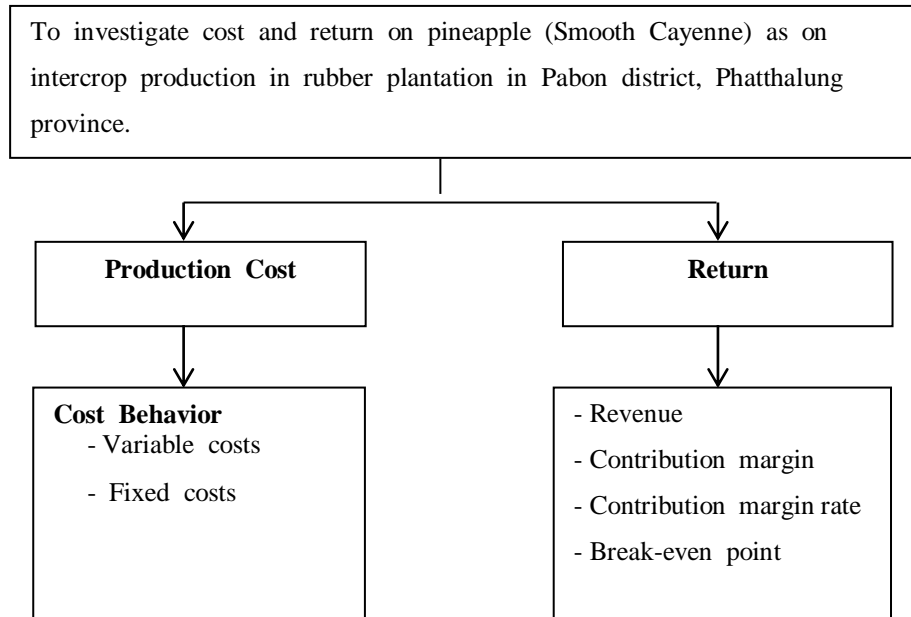 To investigate cost and return on pineapple (Smooth Cayenne) as on
intercrop production in rubber plantation in Pabon district, Phatthalung
province.
Production Cost
Return
Cost Behavior
- Variable costs
- Fixed costs
- Revenue
- Contribution margin
- Contribution margin rate
- Break-even point